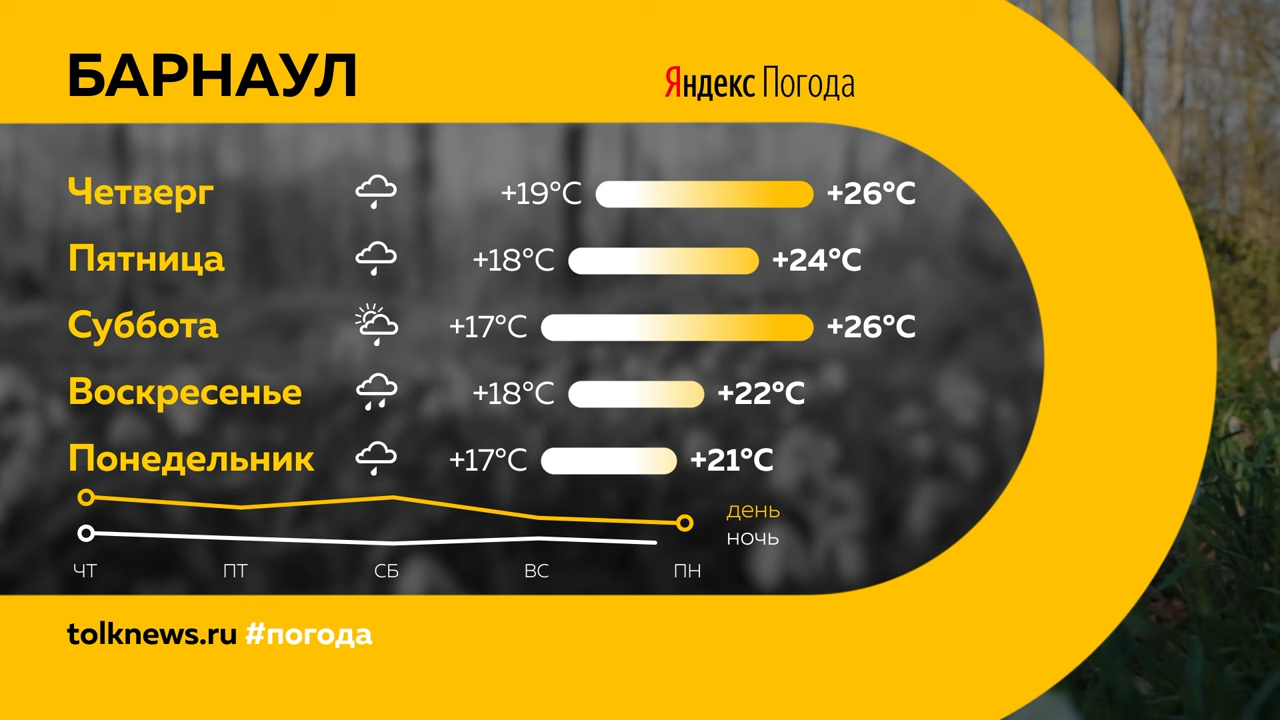 БАРНАУЛ
Яндекс Погода
Четверг +19°C +26°C
Пятница +18°C +24°C
Суббота +17°C +26°C
Воскресенье +18°C +22°C
Понедельник +17°C +21°C
день
ночь
ЧТ ПТ СБ ВС ПН
tolknews.ru #погода